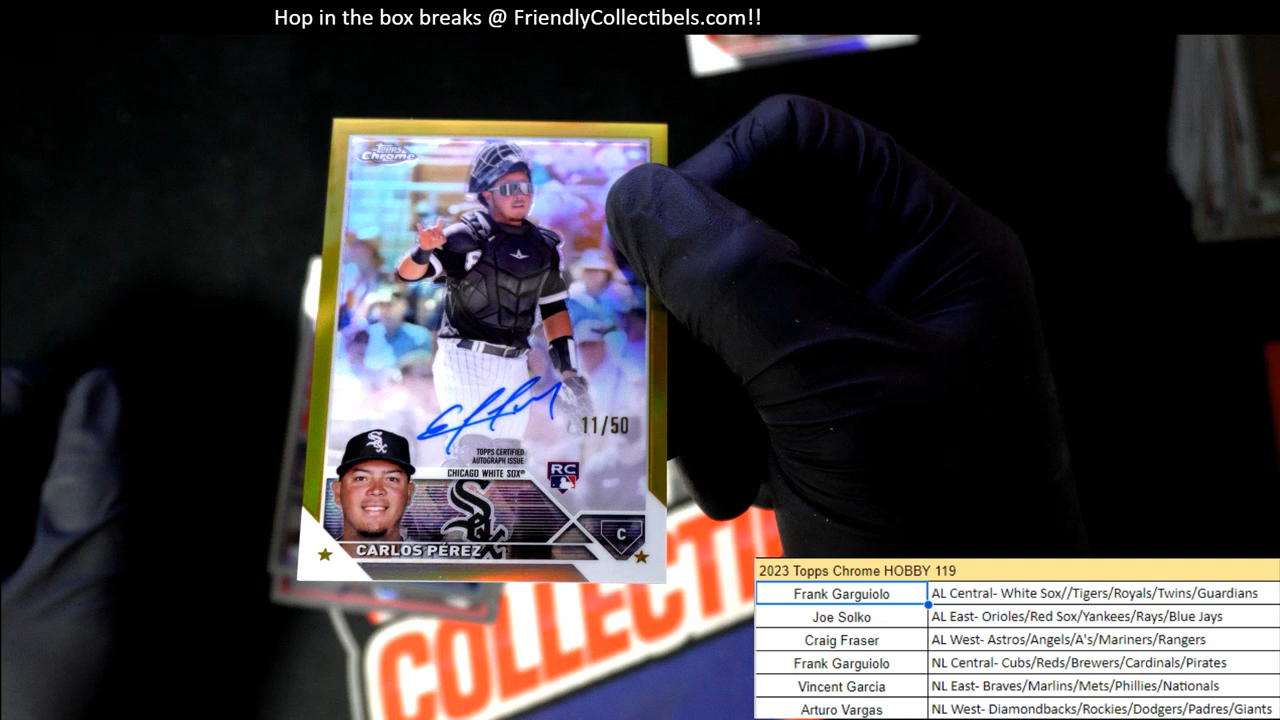 Hop in the box breaks @ FriendlyCollectibels.com!!
Topps
Chrome
11/50
TOPPS CERTIFIED
AUTOGRAPH ISSUE
CHICAGO WHITE SOX®
RC
Sox
C
CARLOS PÉREZ
COLLECTI
2023 Topps Chrome HOBBY 119
Frank Garguiolo AL Central- White Sox//Tigers/Royals/Twins/Guardians
Joe Solko AL East- Orioles/Red Sox/Yankees/Rays/Blue Jays
Craig Fraser AL West- Astros/Angels/A's/Mariners/Rangers
Frank Garguiolo NL Central- Cubs/Reds/Brewers/Cardinals/Pirates
Vincent Garcia NL East- Braves/Marlins/Mets/Phillies/Nationals
Arturo Vargas NL West- Diamondbacks/Rockies/Dodgers/Padres/Giants